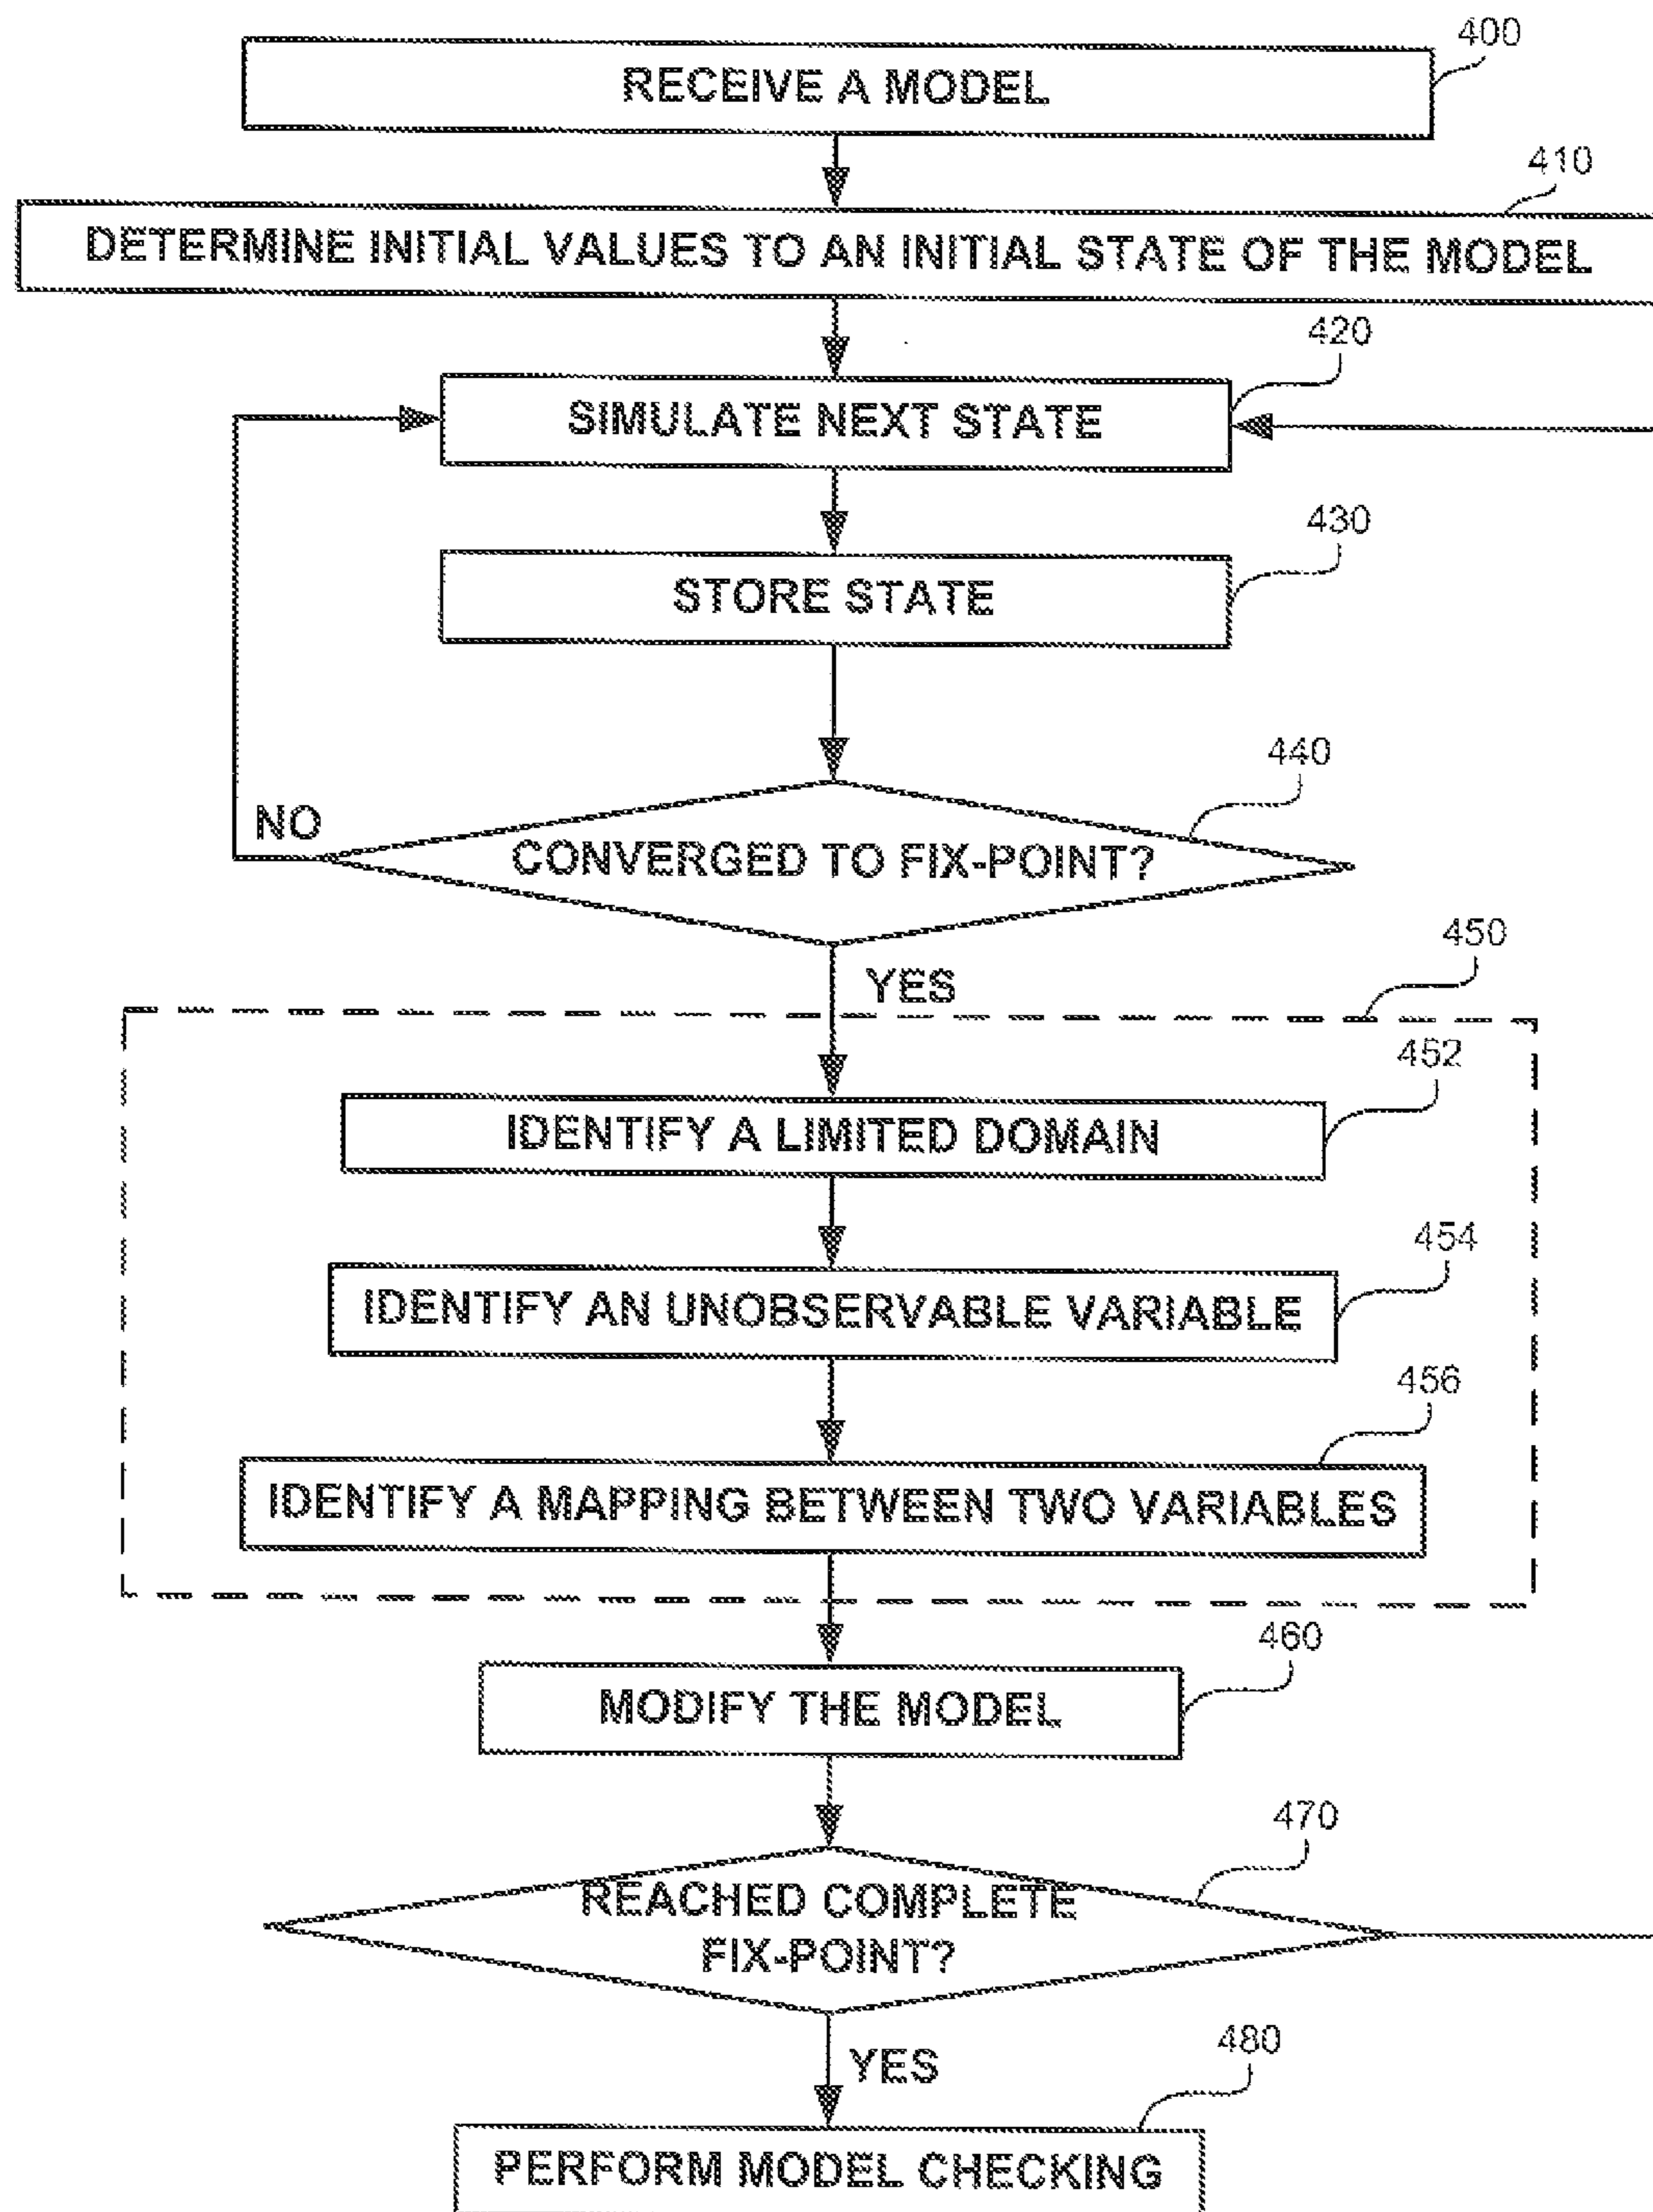 400
RECEIVE A MODEL
410
DETERMINE INITIAL VALUES TO AN INITIAL STATE OF THE MODEL
420
SIMULATE NEXT STATE
430
STORE STATE
440
NO
CONVERGED TO FIX-POINT?
450
YES
452
IDENTIFY A LIMITED DOMAIN
454
IDENTIFY AN UNOBSERVABLE VARIABLE
456
IDENTIFY A MAPPING BETWEEN TWO VARIABLES
460
MODIFY THE MODEL
470
REACHED COMPLETE
FIX-POINT?
480
YES
PERFORM MODEL CHECKING